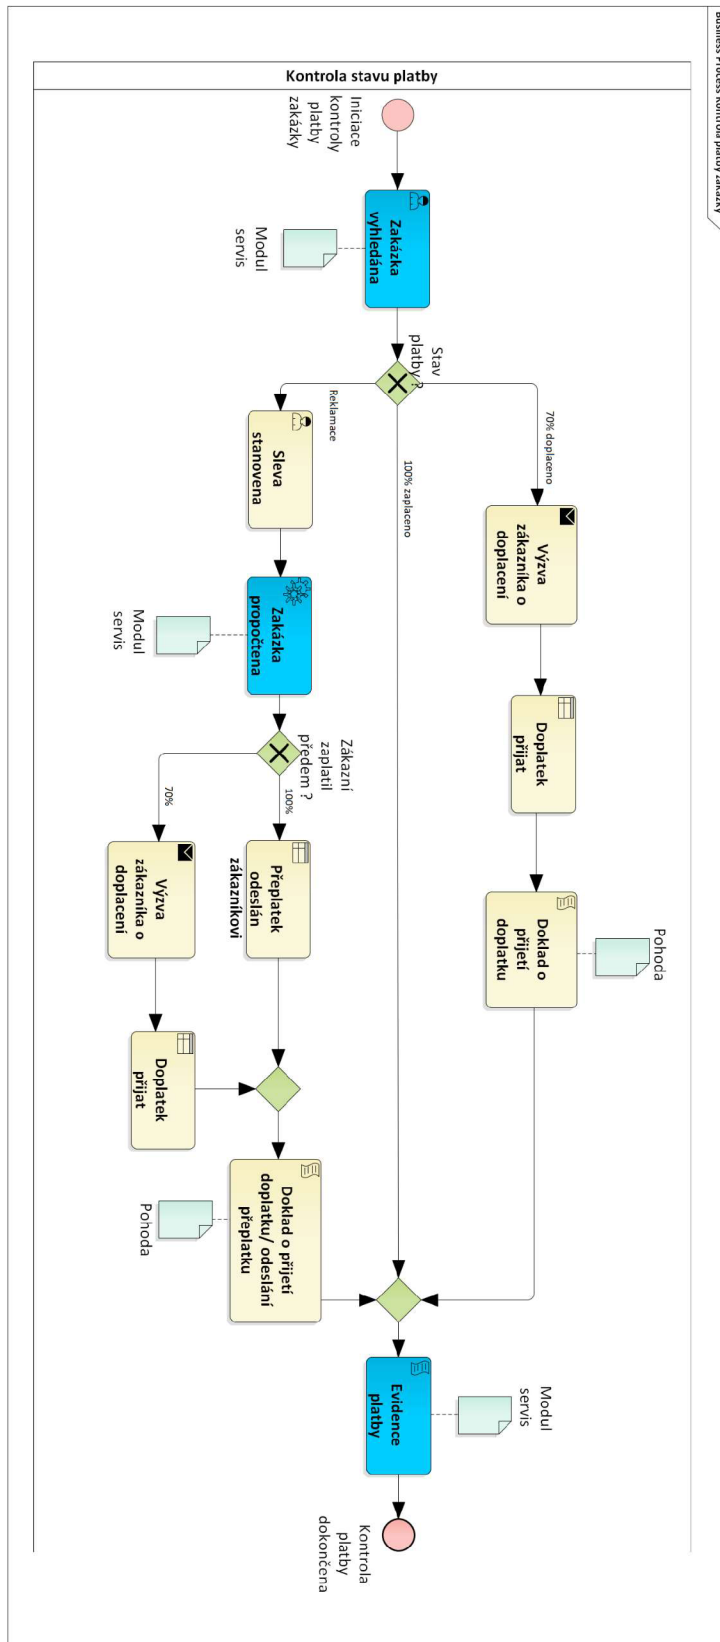 Business Process Kontrola platby zakázky
Kontrola stavu platby
Iniciace
kontroly
platby
zakázky
Zakázka
vyhledána
Modul
servis
Stav
platby ?
70% doplaceno
100% zaplaceno
Reklamace
Výzva
zákazníka o
doplacení
Doplatek
přijat
Doklad o
přijetí
doplatku
Pohoda
Sleva
stanovena
Zakázka
propočtena
Modul
servis
Zákazní
zaplatil
předem ?
100%
70%
Přeplatek
odeslán
zákazníkovi
Výzva
zákazníka o
doplacení
Doplatek
přijat
Doklad o přijetí
doplatku/ odeslání
přeplatku
Pohoda
Evidence
platby
Modul
servis
Kontrola
platby
dokončena